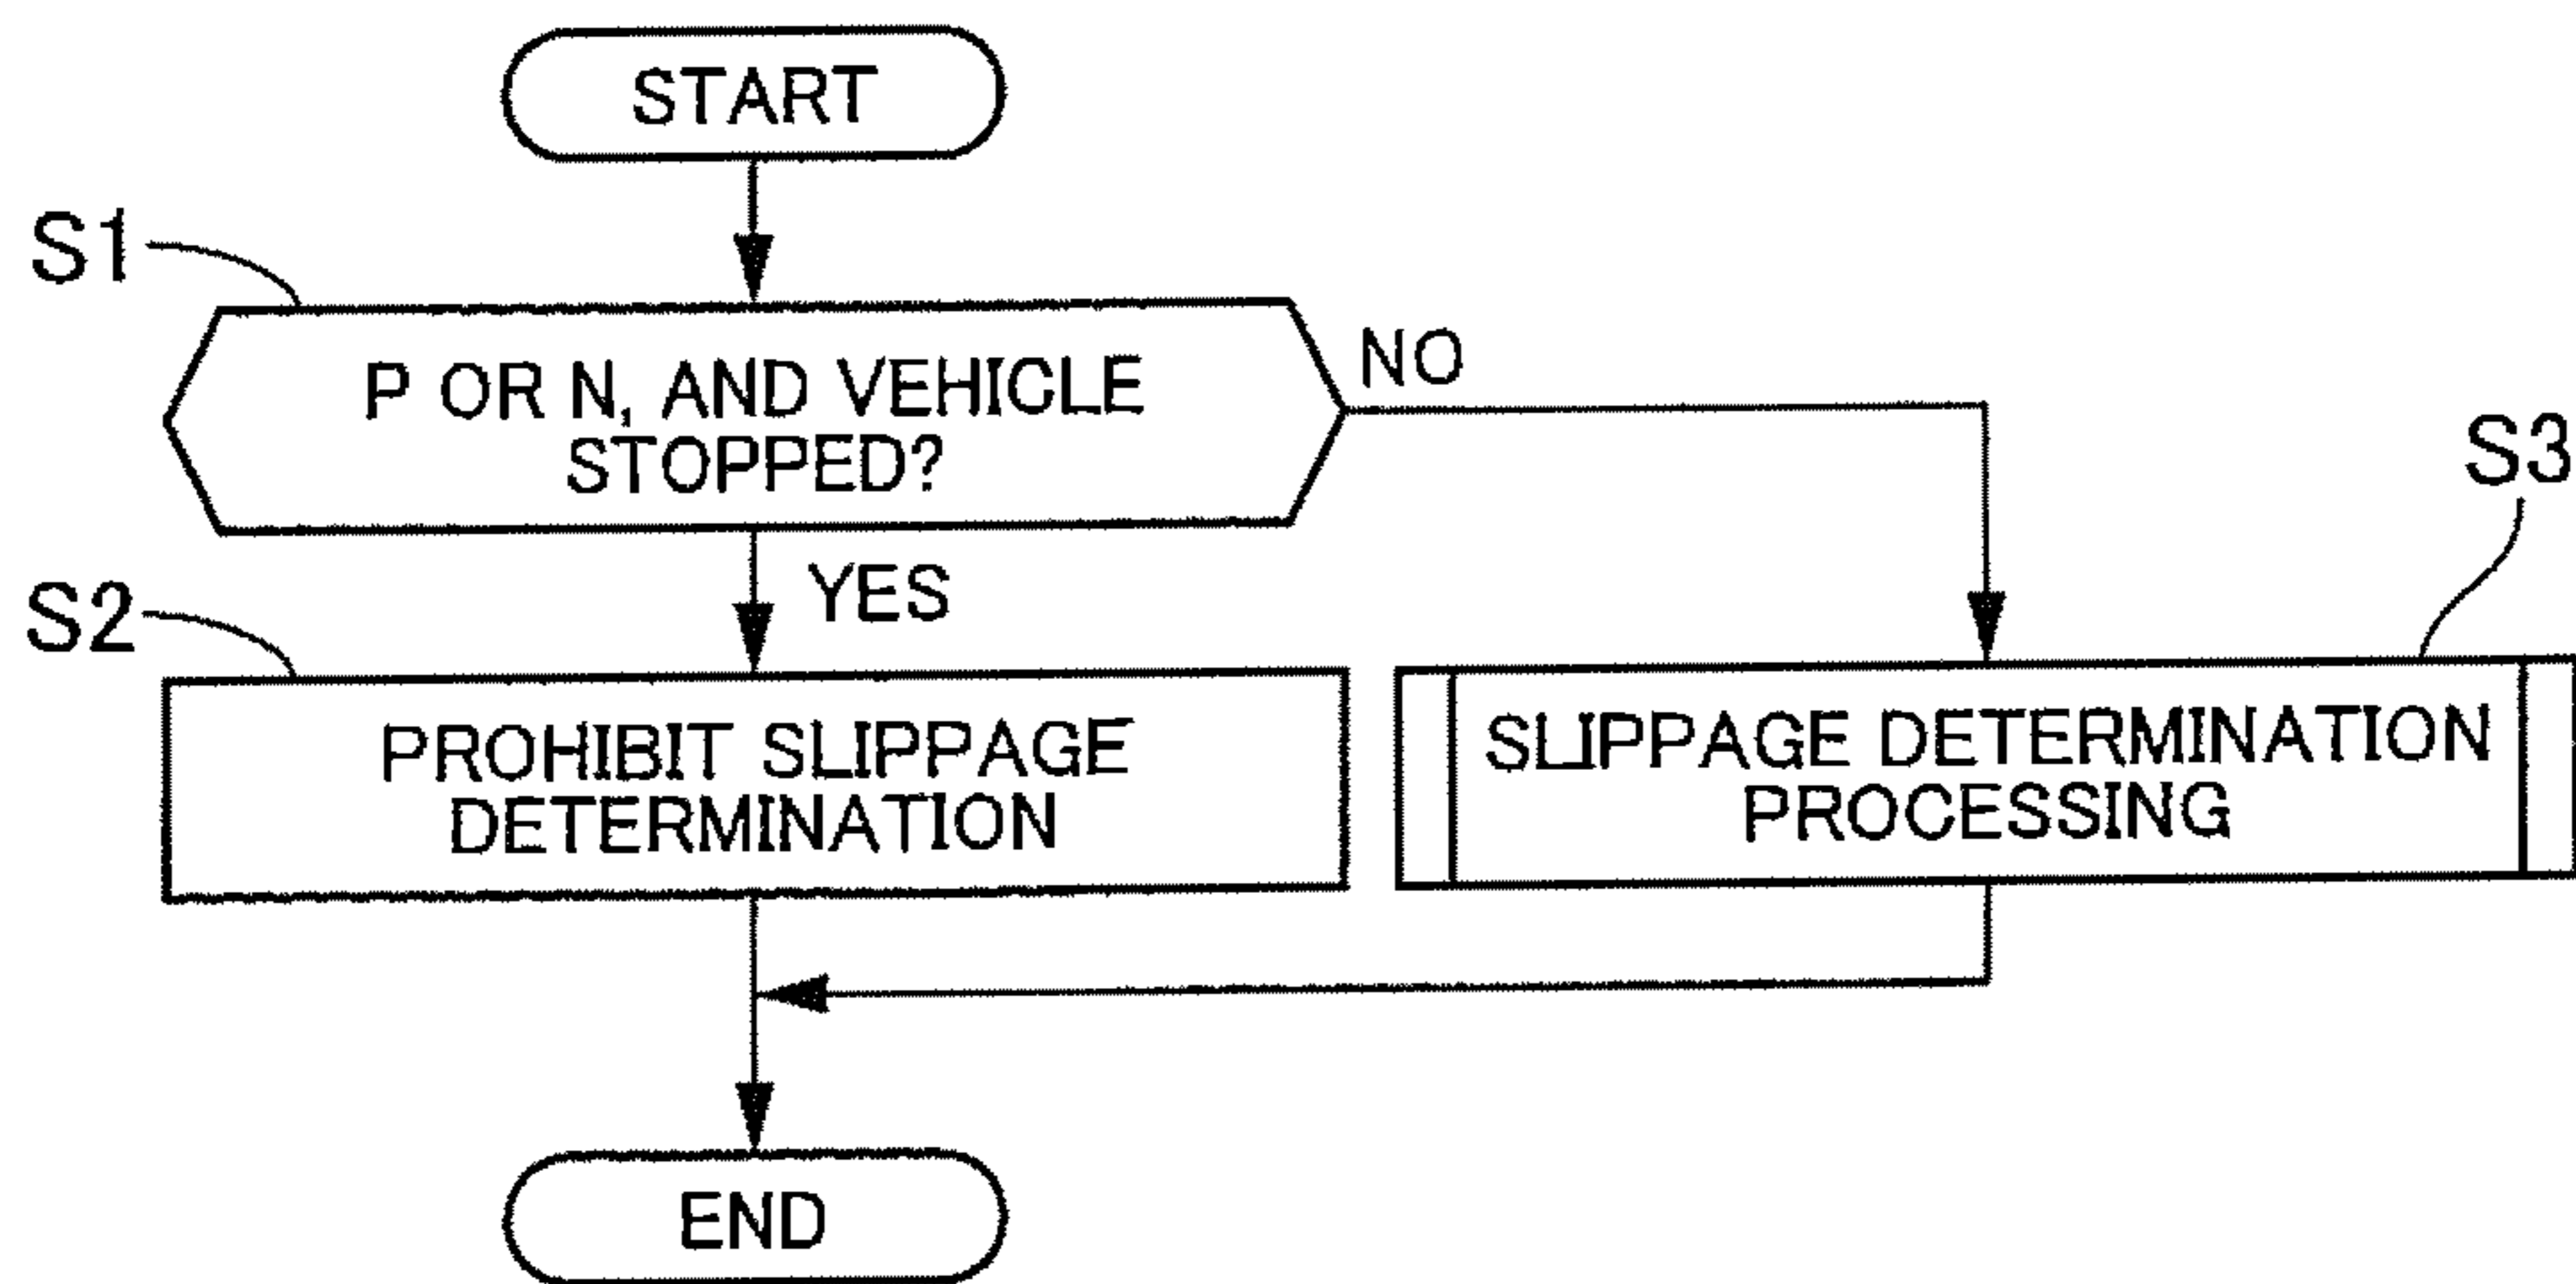 START
S1
P OR N, AND VEHICLE
STOPPED?
NO
YES
S2
PROHIBIT SLIPPAGE
DETERMINATION
S3
SLIPPAGE DETERMINATION
PROCESSING
END